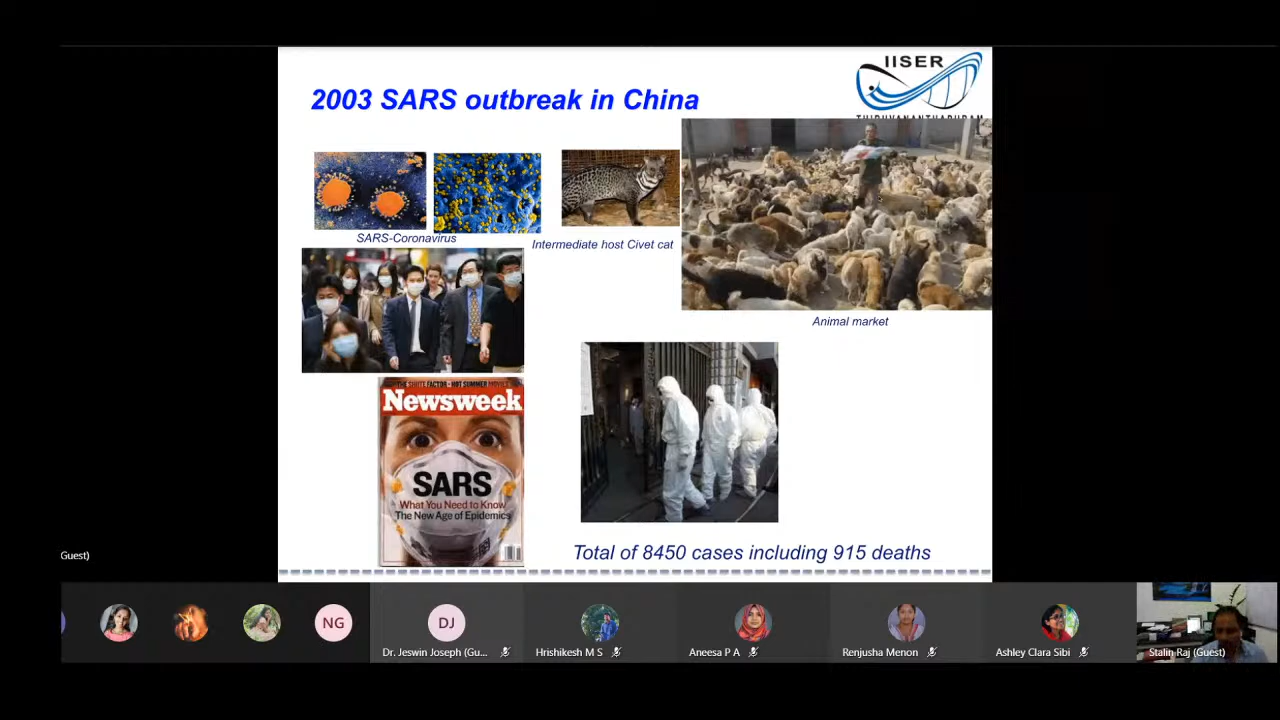 2003 SARS outbreak in China
IISER
SARS-Coronavirus
Intermediate host Civet cat
Animal market
Newsweek
SARS
What You Need to Know
The New Age of Epidemics
Total of 8450 cases including 915 deaths
Guest)
NG
DJ
Dr. Jeswin Joseph (Gu...
Hrishikesh M S
Aneesa P A
Renjusha Menon
Ashley Clara Sibi
Stalin Raj (Guest)